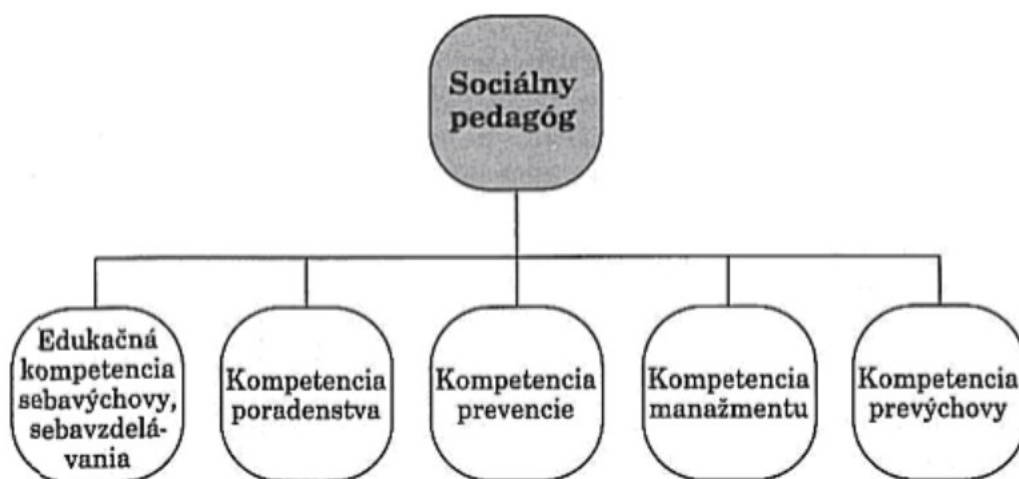 Sociálny
pedagóg
Edukačná
kompetencia
sebavýchovy,
sebavzdelá-
vania
Kompetencia
poradenstva
Kompetencia
prevencie
Kompetencia
manažmentu
Kompetencia
prevýchovy